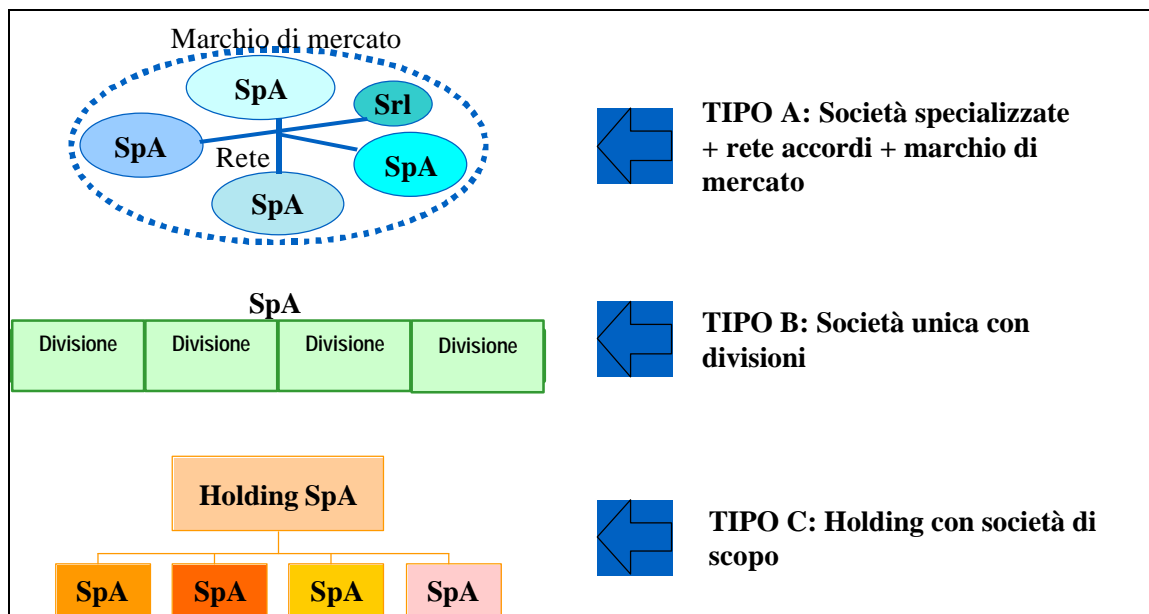 Marchio di mercato
SpA
Srl
SpA
Rete
SpA
SpA
TIPO A: Società specializzate
+ rete accordi + marchio di
mercato
SpA
Divisione Divisione Divisione Divisione
TIPO B: Società unica con
divisioni
Holding SpA
TIPO C: Holding con società di
scopo
SpA SpA SpA SpA